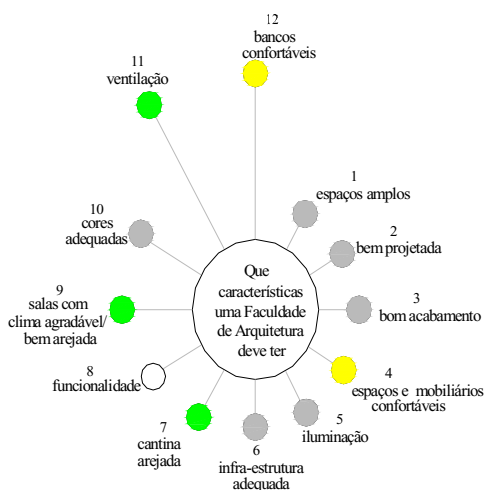 12
bancos
confortáveis
11
ventilação
1
espaços amplos
10
cores
adequadas
2
bem projetada
Que
características
uma Faculdade
de Arquitetura
deve ter
9
salas com
clima agradável/
bem arejada
3
bom acabamento
8
funcionalidade
4
espaços e mobiliários
confortáveis
7
cantina
arejada
5
iluminação
6
infra-estrutura
adequada